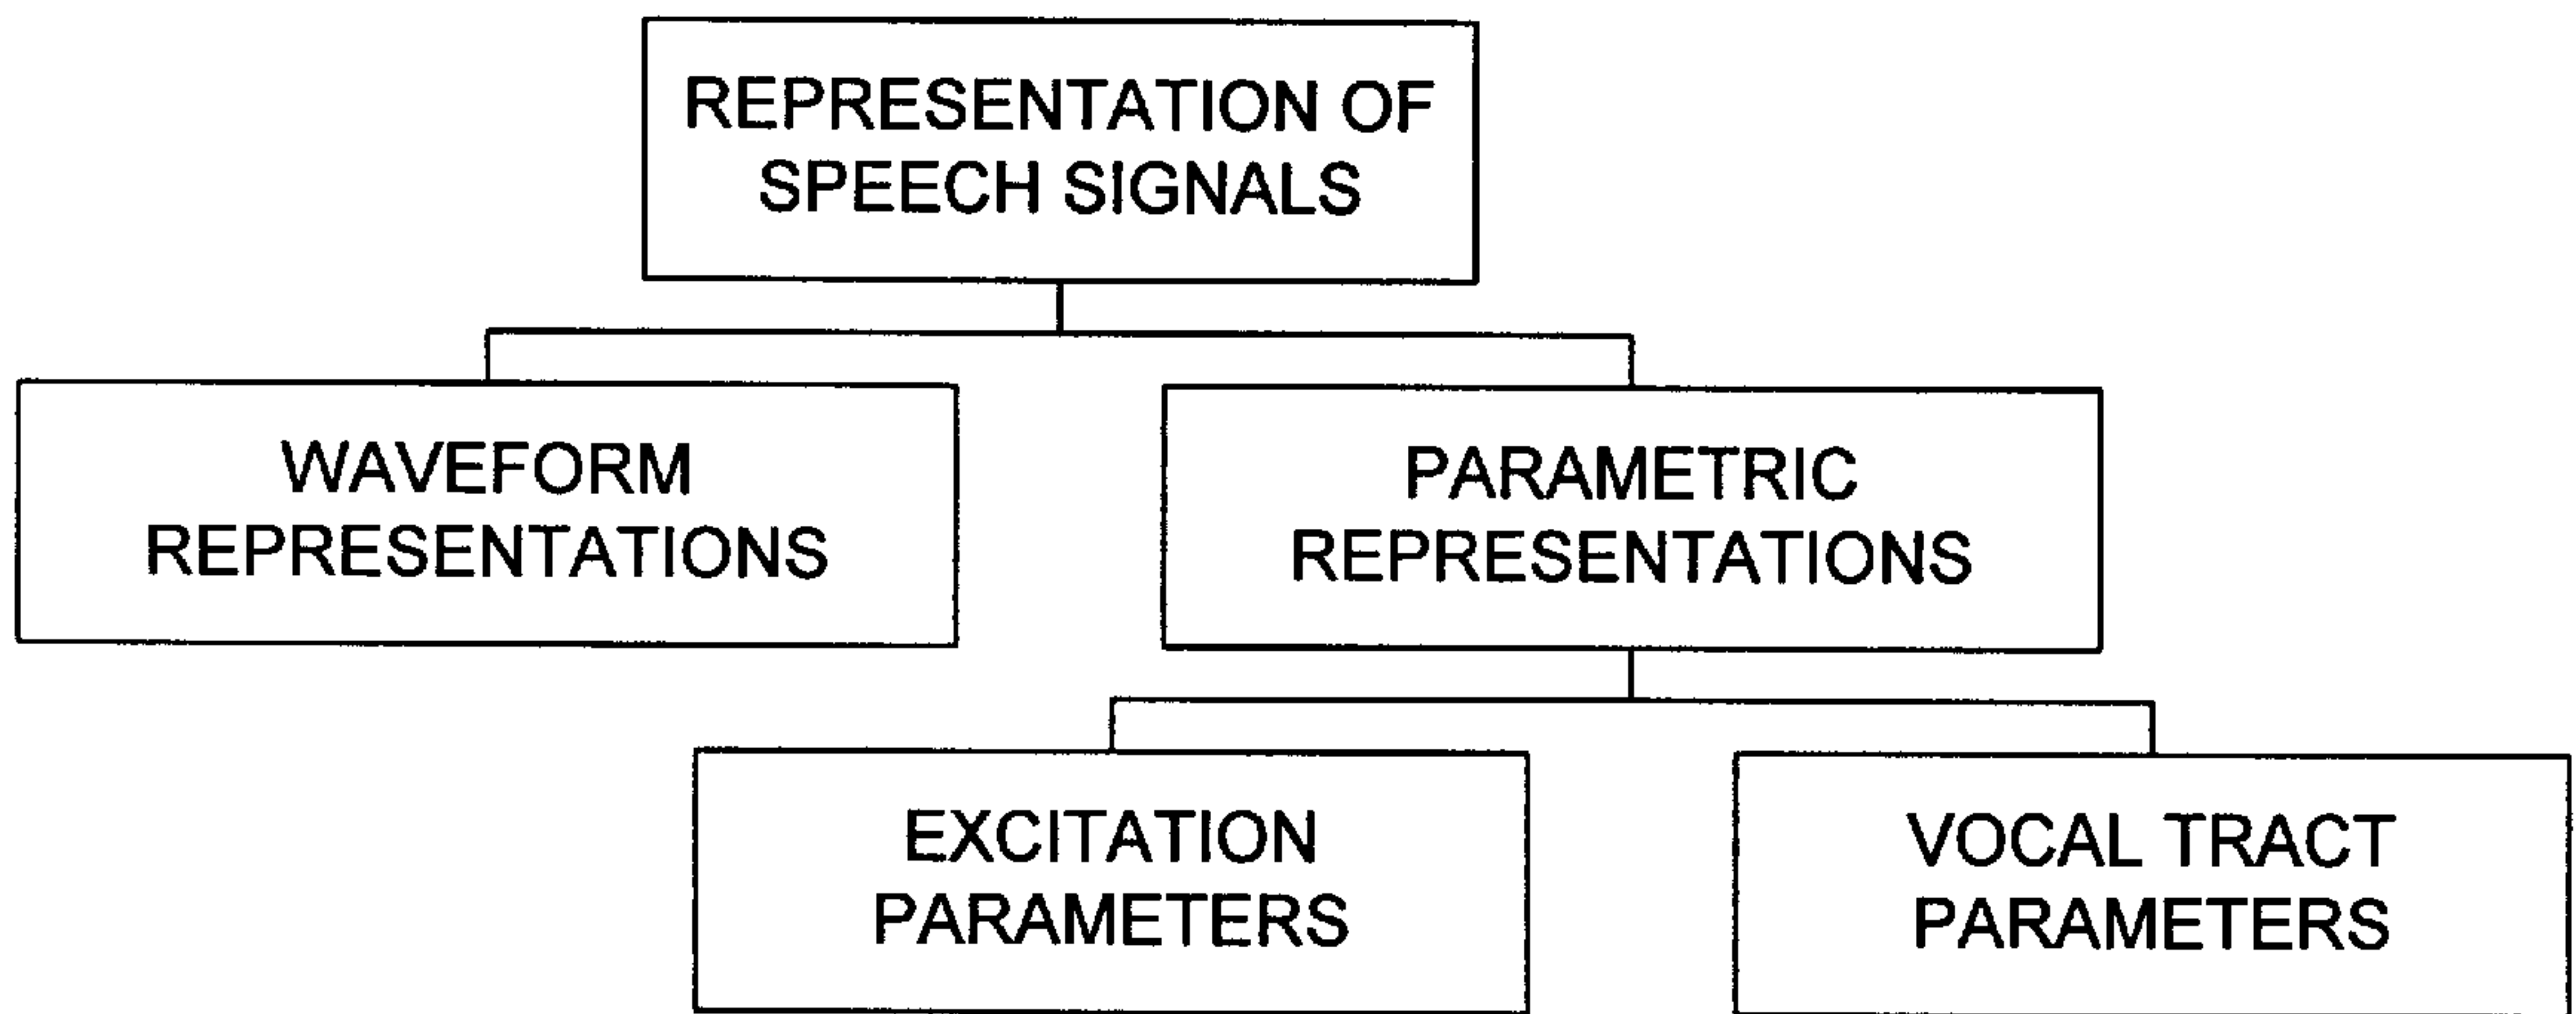 REPRESENTATION OF
SPEECH SIGNALS
WAVEFORM
REPRESENTATIONS
PARAMETRIC
REPRESENTATIONS
EXCITATION
PARAMETERS
VOCAL TRACT
PARAMETERS